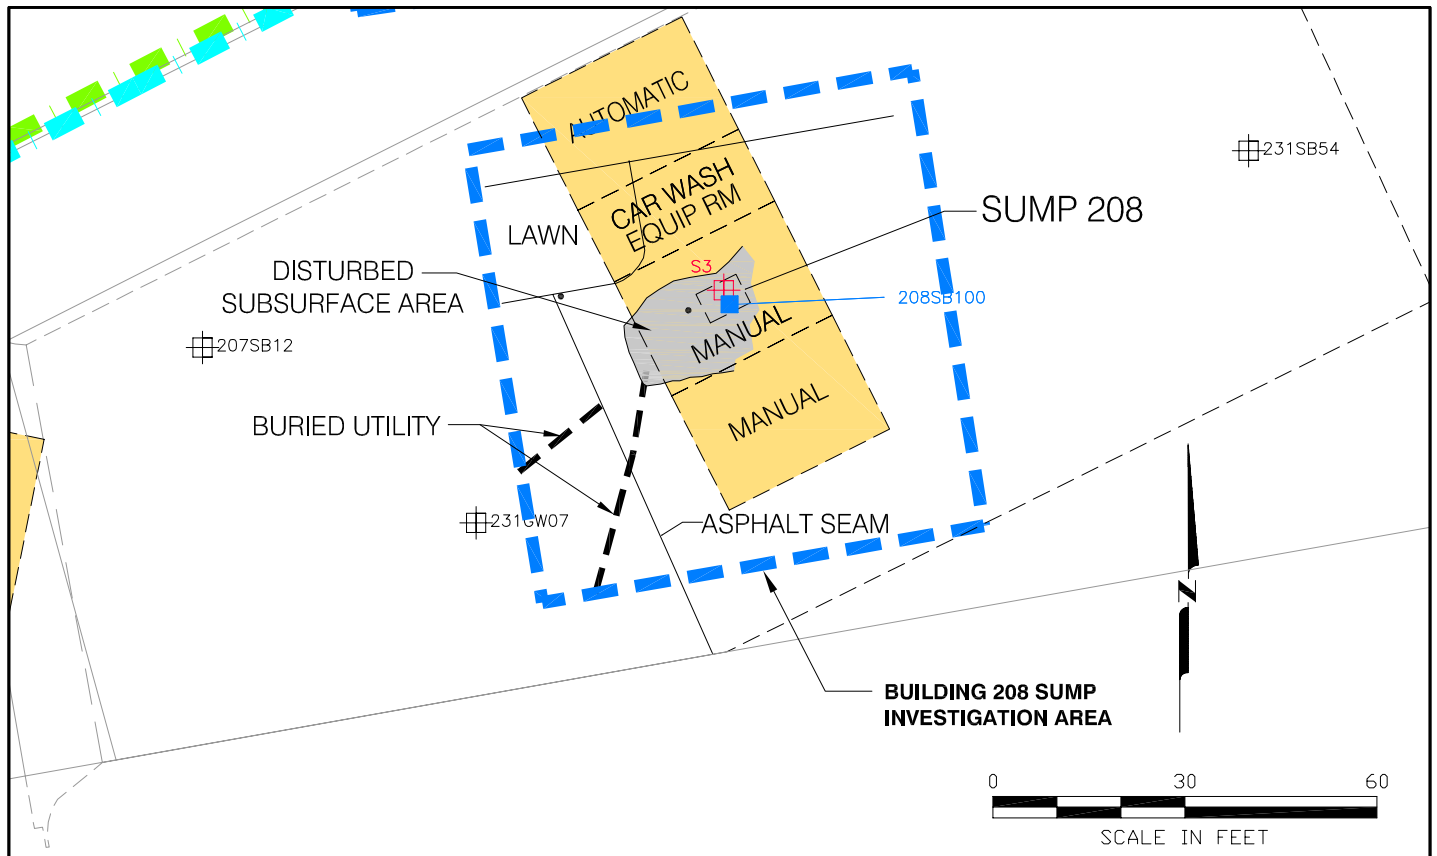 AUTOMATIC
231SB54
CAR WASH
EQUIP RM
SUMP 208
LAWN
S3
DISTURBED
SUBSURFACE AREA
208SB100
MANUAL
207SB12
MANUAL
BURIED UTILITY
231GW07
ASPHALT SEAM
N
BUILDING 208 SUMP
INVESTIGATION AREA
0 30 60
SCALE IN FEET